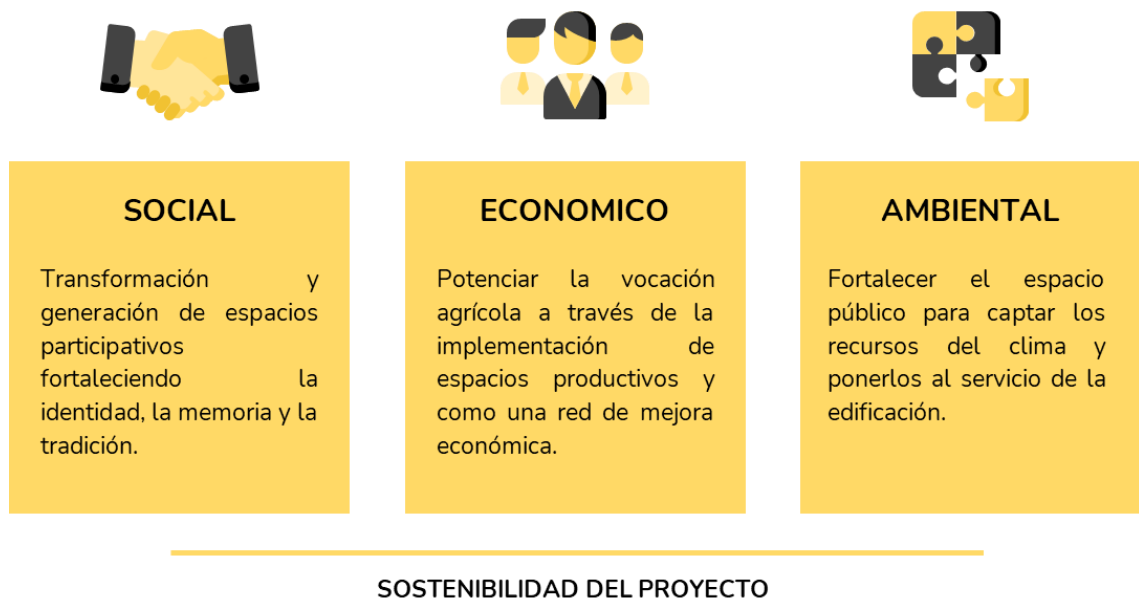 SOCIAL
Transformación y
generación de espacios
participativos
fortaleciendo la
identidad, la memoria y la
tradición.
ECONOMICO
Potenciar la vocación
agrícola a través de la
implementación de
espacios productivos y
como una red de mejora
económica.
AMBIENTAL
Fortalecer el espacio
público para captar los
recursos del clima y
ponerlos al servicio de la
edificación.
SOSTENIBILIDAD DEL PROYECTO